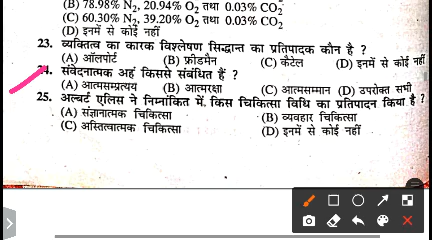 (B) 78.98% N₂, 20.94% O₂ तथा 0.03% CO₂
(C) 60.30% N₂, 39.20% O₂ तथा 0.03% CO₂
(D) इनमें से कोई नहीं
23. व्यक्तित्व का कारक विश्लेषण सिद्धान्त का प्रतिपादक कौन है ?
(A) ऑलपोर्ट (B) फ्रीडमैन (C) कैटेल (D) इनमें से कोई नहीं
24. संवेदनात्मक अहं किससे संबंधित हैं ?
(A) आत्मसम्प्रत्यय (B) आत्मरक्षा (C) आत्मसम्मान (D) उपरोक्त सभी
25. अल्बर्ट एलिस ने निम्नांकित में किस चिकित्सा विधि का प्रतिपादन किया है ?
(A) संज्ञानात्मक चिकित्सा (B) व्यवहार चिकित्सा
(C) अस्तित्वात्मक चिकित्सा (D) इनमें से कोई नहीं